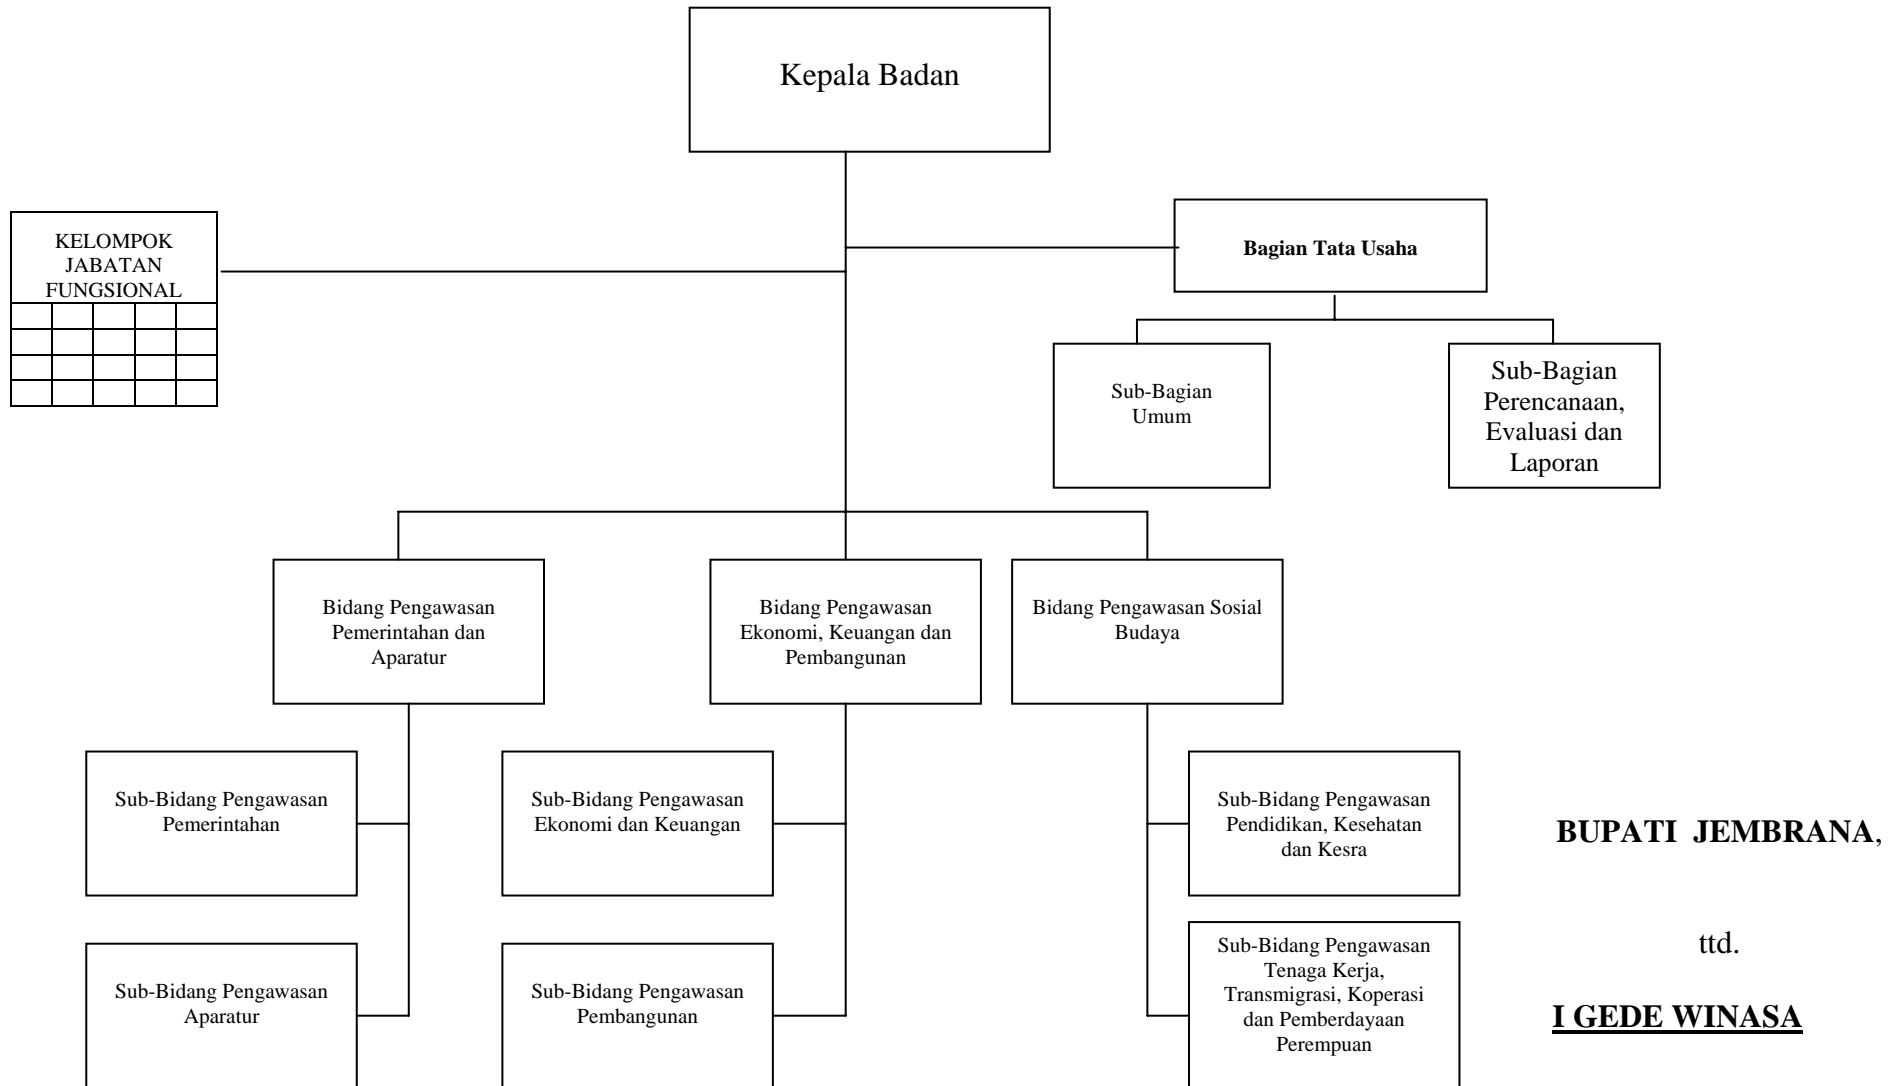 Kepala Badan
KELOMPOK
JABATAN
FUNGSIONAL
Bagian Tata Usaha
Sub-Bagian
Umum
Sub-Bagian
Perencanaan,
Evaluasi dan
Laporan
Bidang Pengawasan
Pemerintahan dan
Aparatur
Bidang Pengawasan
Ekonomi, Keuangan dan
Pembangunan
Bidang Pengawasan Sosial
Budaya
Sub-Bidang Pengawasan
Pemerintahan
Sub-Bidang Pengawasan
Ekonomi dan Keuangan
Sub-Bidang Pengawasan
Pendidikan, Kesehatan
dan Kesra
Sub-Bidang Pengawasan
Aparatur
Sub-Bidang Pengawasan
Pembangunan
Sub-Bidang Pengawasan
Tenaga Kerja,
Transmigrasi, Koperasi
dan Pemberdayaan
Perempuan
BUPATI JEMBRANA,
ttd.
I GEDE WINASA